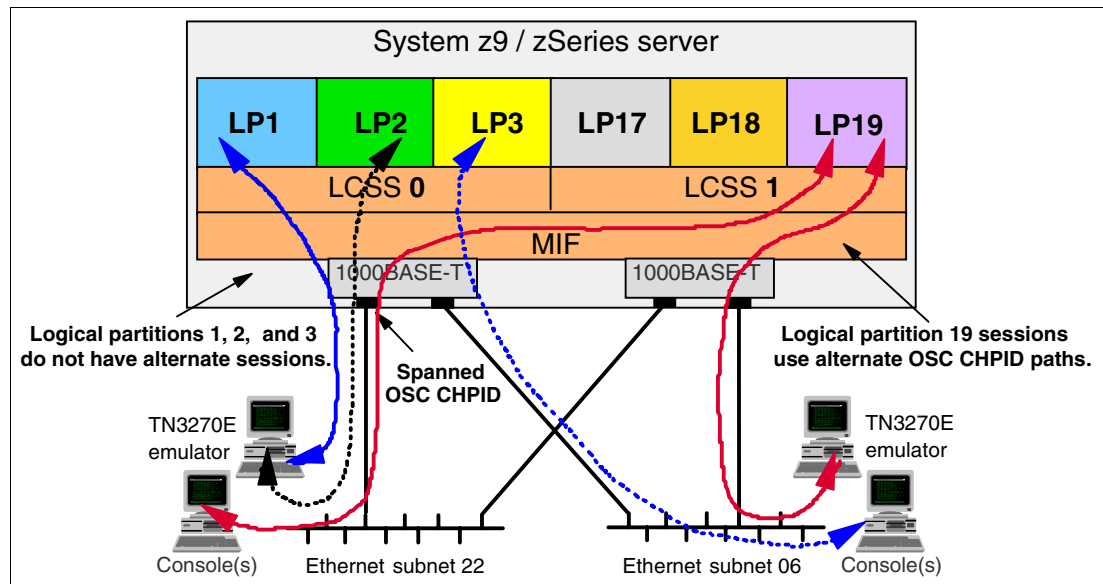 System z9 / zSeries server
LP1 LP2 LP3 LP17 LP18 LP19
LCSS 0 LCSS 1
MIF
1000BASE-T 1000BASE-T
Logical partitions 1, 2, and 3
do not have alternate sessions.
Spanned
OSC CHPID
Logical partition 19 sessions
use alternate OSC CHPID paths.
TN3270E
emulator
TN3270E
emulator
Console(s)
Ethernet subnet 22
Ethernet subnet 06
Console(s)